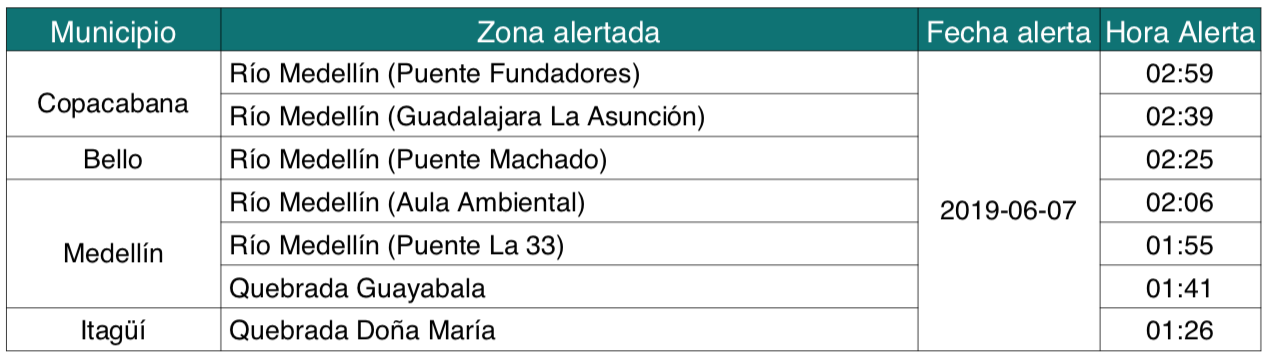 Municipio Zona alertada Fecha alerta Hora Alerta
Copacabana Río Medellín (Puente Fundadores) 2019-06-07 02:59
Río Medellín (Guadalajara La Asunción) 02:39
Bello Río Medellín (Puente Machado) 02:25
Medellín Río Medellín (Aula Ambiental) 02:06
Río Medellín (Puente La 33) 01:55
Quebrada Guayabala 01:41
Itagüí Quebrada Doña María 01:26